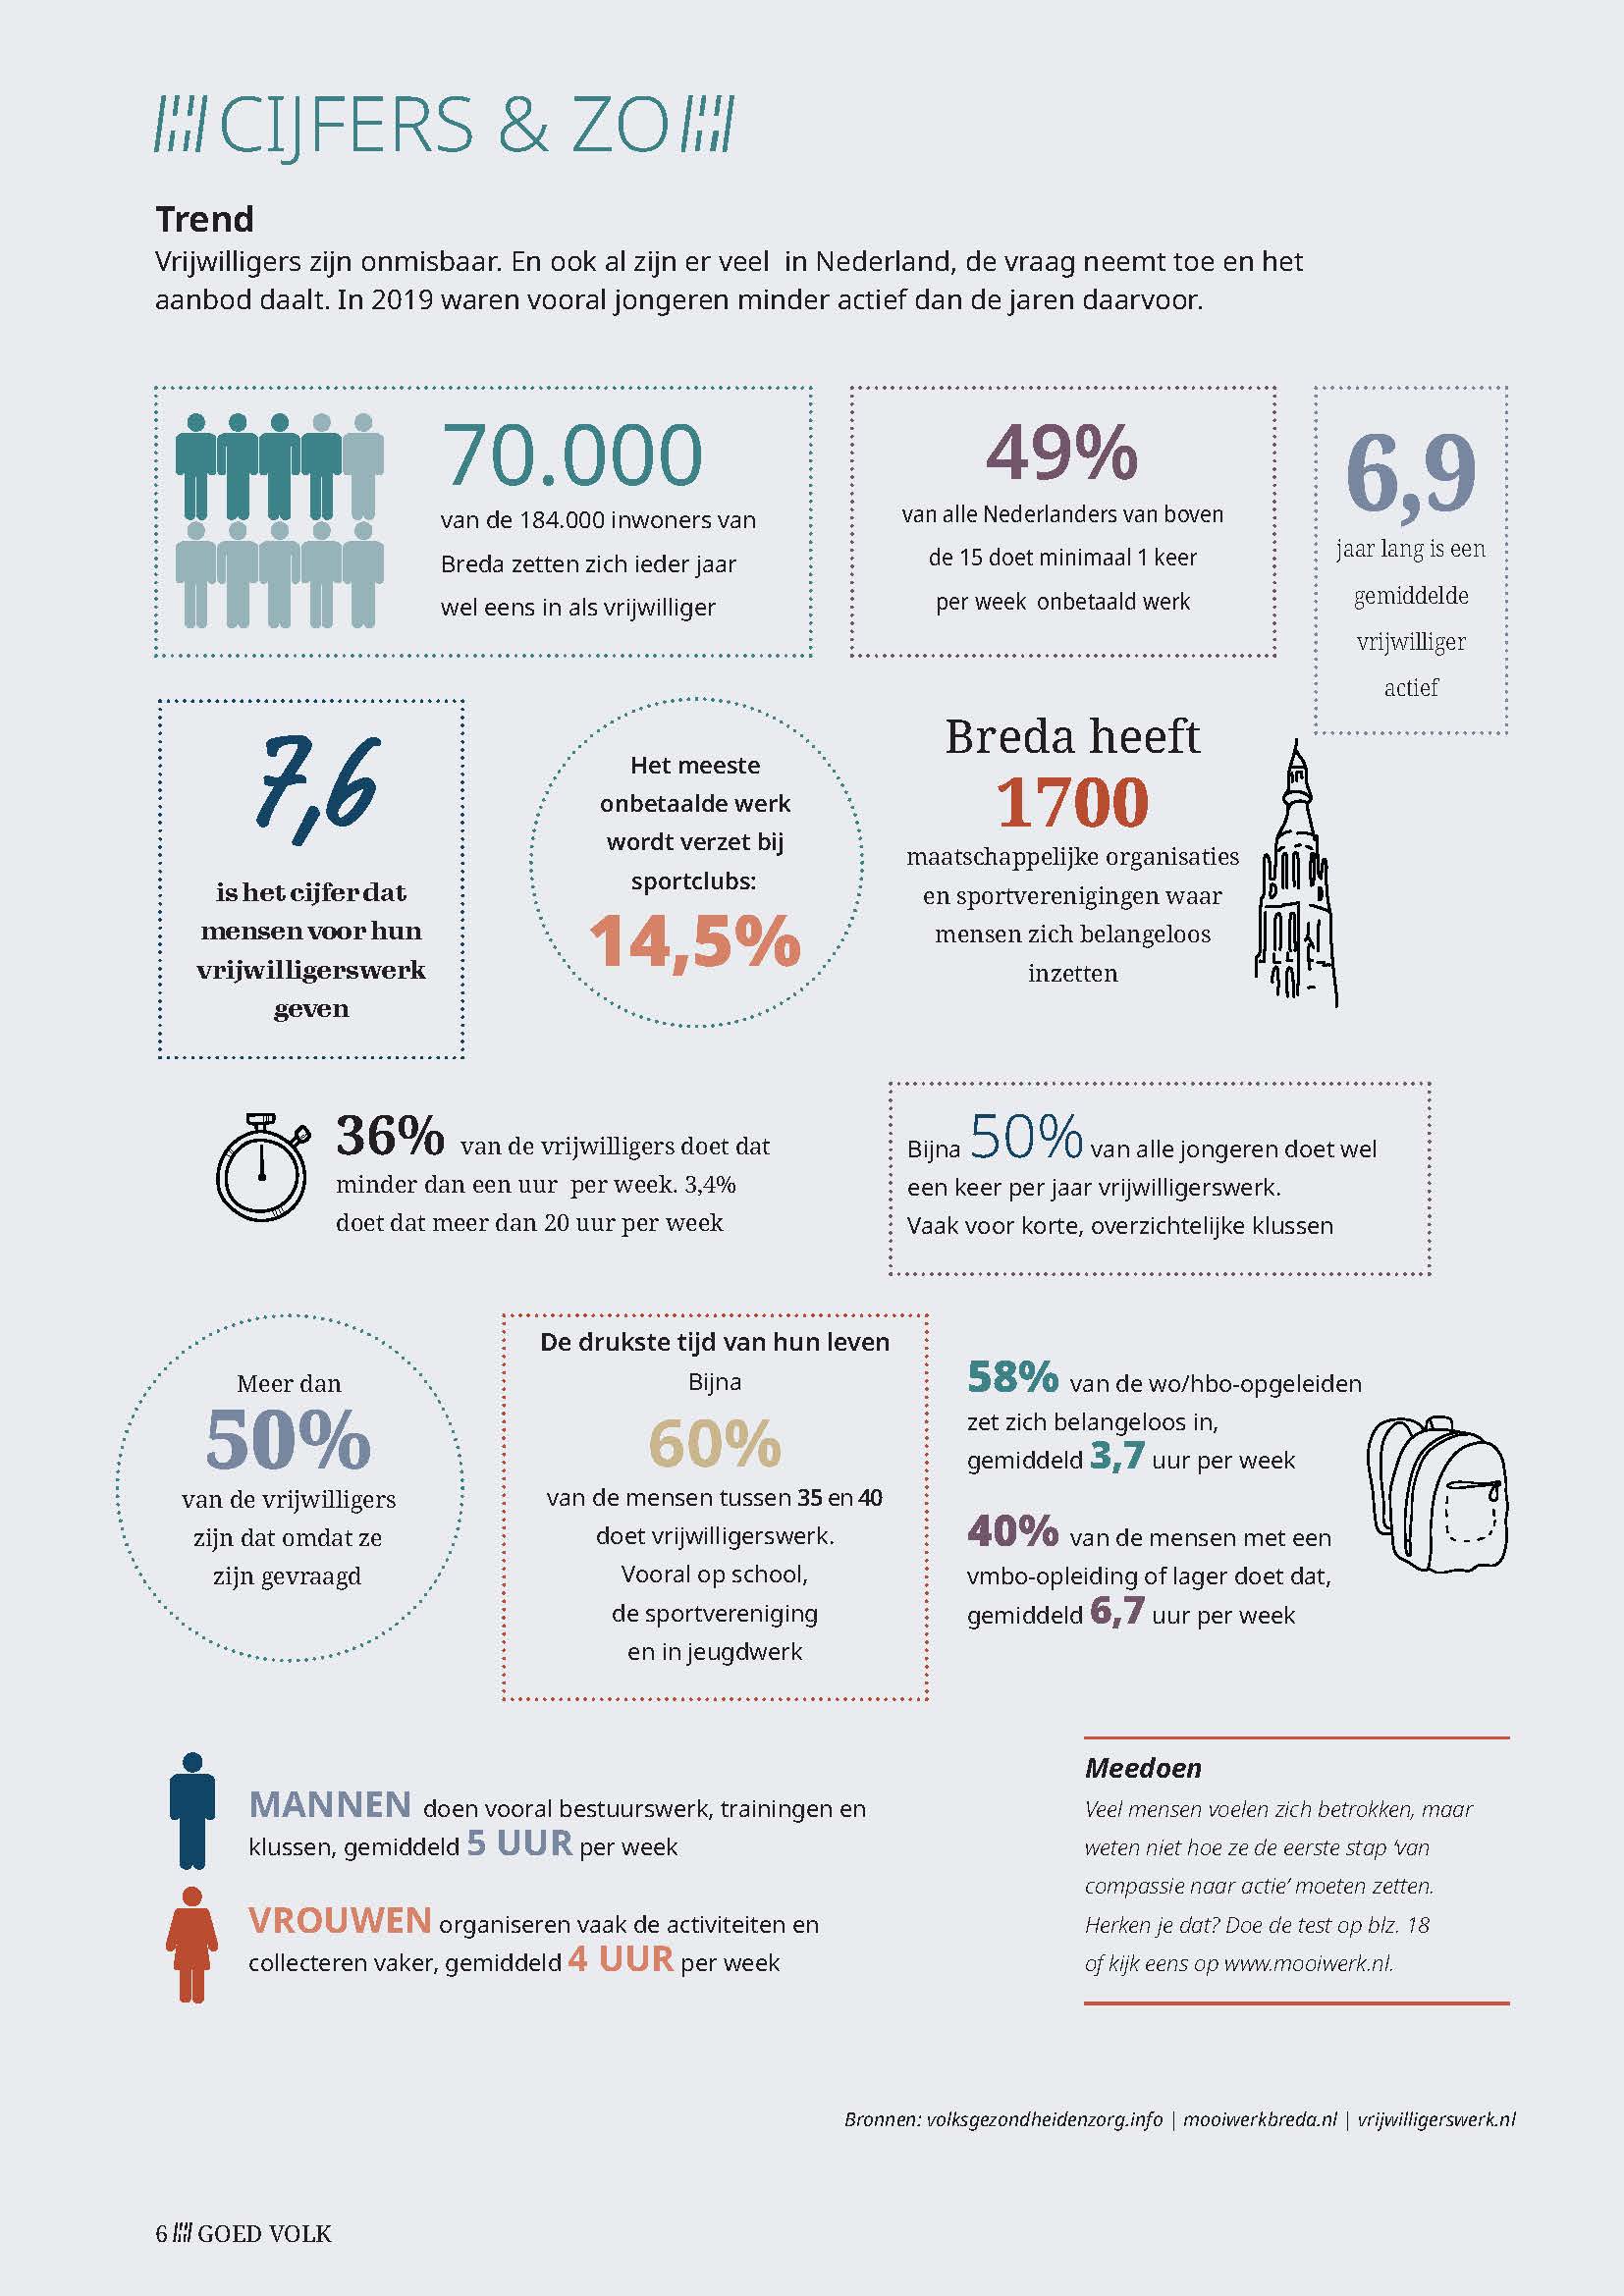 CIJFERS & ZO
Trend
Vrijwilligers zijn onmisbaar. En ook al zijn er veel in Nederland, de vraag neemt toe en het
aanbod daalt. In 2019 waren vooral jongeren minder actief dan de jaren daarvoor.
70.000
van de 184.000 inwoners van
Breda zetten zich ieder jaar
wel eens in als vrijwilliger
49%
van alle Nederlanders van boven
de 15 doet minimaal 1 keer
per week onbetaald werk
6,9
jaar lang is een
gemiddelde
vrijwilliger
actief
7,6
is het cijfer dat
mensen voor hun
vrijwilligerswerk
geven
Het meeste
onbetaalde werk
wordt verzet bij
sportclubs:
14,5%
Breda heeft
1700
maatschappelijke organisaties
en sportverenigingen waar
mensen zich belangeloos
inzetten
36% van de vrijwilligers doet dat
minder dan een uur per week. 3,4%
doet dat meer dan 20 uur per week
Bijna 50% van alle jongeren doet wel
een keer per jaar vrijwilligerswerk.
Vaak voor korte, overzichtelijke klussen
Meer dan
50%
van de vrijwilligers
zijn dat omdat ze
zijn gevraagd
De drukste tijd van hun leven
Bijna
60%
van de mensen tussen 35 en 40
doet vrijwilligerswerk.
Vooral op school,
de sportvereniging
en in jeugdwerk
58% van de wo/hbo-opgeleiden
zet zich belangeloos in,
gemiddeld 3,7 uur per week
40% van de mensen met een
vmbo-opleiding of lager doet dat,
gemiddeld 6,7 uur per week
MANNEN doen vooral bestuurswerk, trainingen en
klussen, gemiddeld 5 UUR per week
VROUWEN organiseren vaak de activiteiten en
collecteren vaker, gemiddeld 4 UUR per week
Meedoen
Veel mensen voelen zich betrokken, maar
weten niet hoe ze de eerste stap ‘van
compassie naar actie’ moeten zetten.
Herken je dat? Doe de test op blz. 18
of kijk eens op www.mooiwerk.nl.
Bronnen: volksgezondheidenzorg.info | mooiwerkbreda.nl | vrijwilligerswerk.nl
6 GOED VOLK